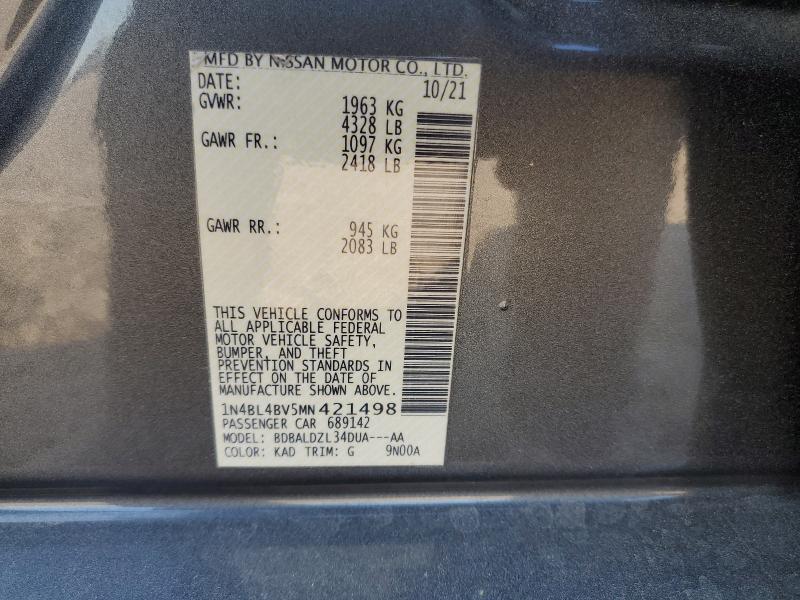 MFD BY NISSAN MOTOR CO., LTD.
DATE: 10/21
GVWR: 1963 KG
4328 LB
GAWR FR.: 1097 KG
2418 LB
GAWR RR.: 945 KG
2083 LB
THIS VEHICLE CONFORMS TO
ALL APPLICABLE FEDERAL
MOTOR VEHICLE SAFETY,
BUMPER, AND THEFT
PREVENTION STANDARDS IN
EFFECT ON THE DATE OF
MANUFACTURE SHOWN ABOVE.
1N4BL4BV5MN421498
PASSENGER CAR 689142
MODEL: BDBALDZL34DUA---AA
COLOR: KAD TRIM: G 9N00A